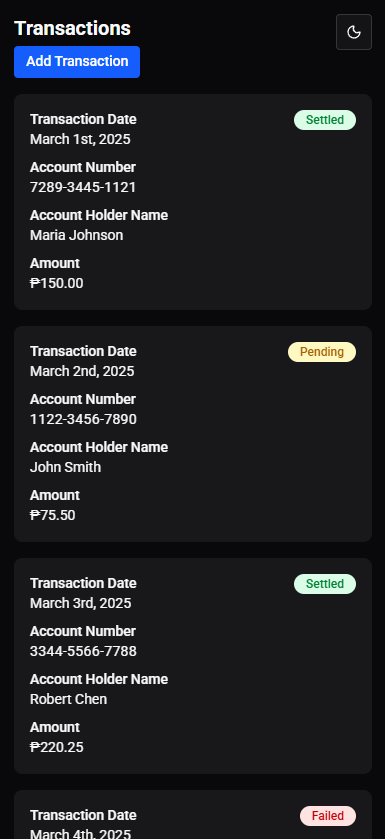 Transactions
Add Transaction
Transaction Date
Settled
March 1st, 2025
Account Number
7289-3445-1121
Account Holder Name
Maria Johnson
Amount
₱150.00
Transaction Date
Pending
March 2nd, 2025
Account Number
1122-3456-7890
Account Holder Name
John Smith
Amount
₱75.50
Transaction Date
Settled
March 3rd, 2025
Account Number
3344-5566-7788
Account Holder Name
Robert Chen
Amount
₱220.25
Transaction Date
Failed
March 4th, 2025